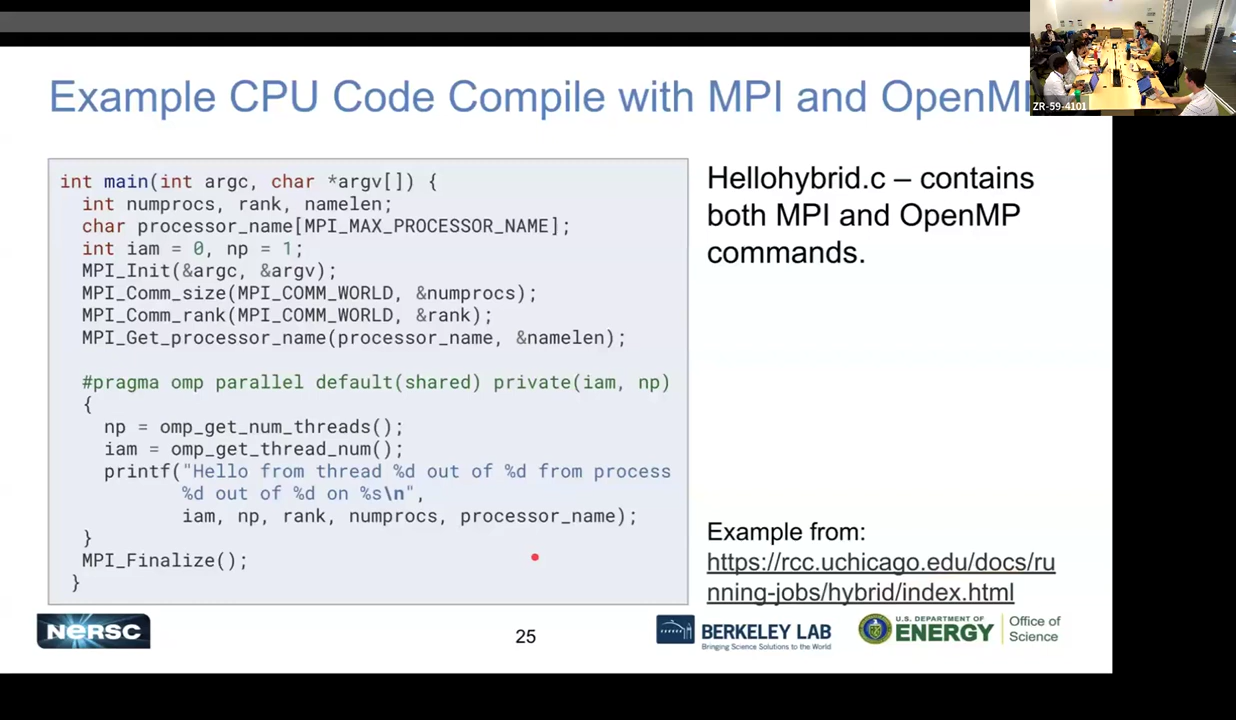 Example CPU Code Compile with MPI and OpenM
ZR-59-4101
int main(int argc, char *argv[]) {
int numprocs, rank, namelen;
char processor_name[MPI_MAX_PROCESSOR_NAME];
int iam = 0, np = 1;
MPI_Init(&argc, &argv);
MPI_Comm_size(MPI_COMM_WORLD, &numprocs);
MPI_Comm_rank(MPI_COMM_WORLD, &rank);
MPI_Get_processor_name(processor_name, &namelen);
#pragma omp parallel default(shared) private(iam, np)
{
np = omp_get_num_threads();
iam = omp_get_thread_num();
printf("Hello from thread %d out of %d from process
%d out of %d on %s\n",
iam, np, rank, numprocs, processor_name);
}
MPI_Finalize();
}
Hellohybrid.c – contains
both MPI and OpenMP
commands.
Example from:
https://rcc.uchicago.edu/docs/ru
nning-jobs/hybrid/index.html
NERSC
25
BERKELEY LAB
Bringing Science Solutions to the World
U.S. DEPARTMENT OF
ENERGY
Office of
Science